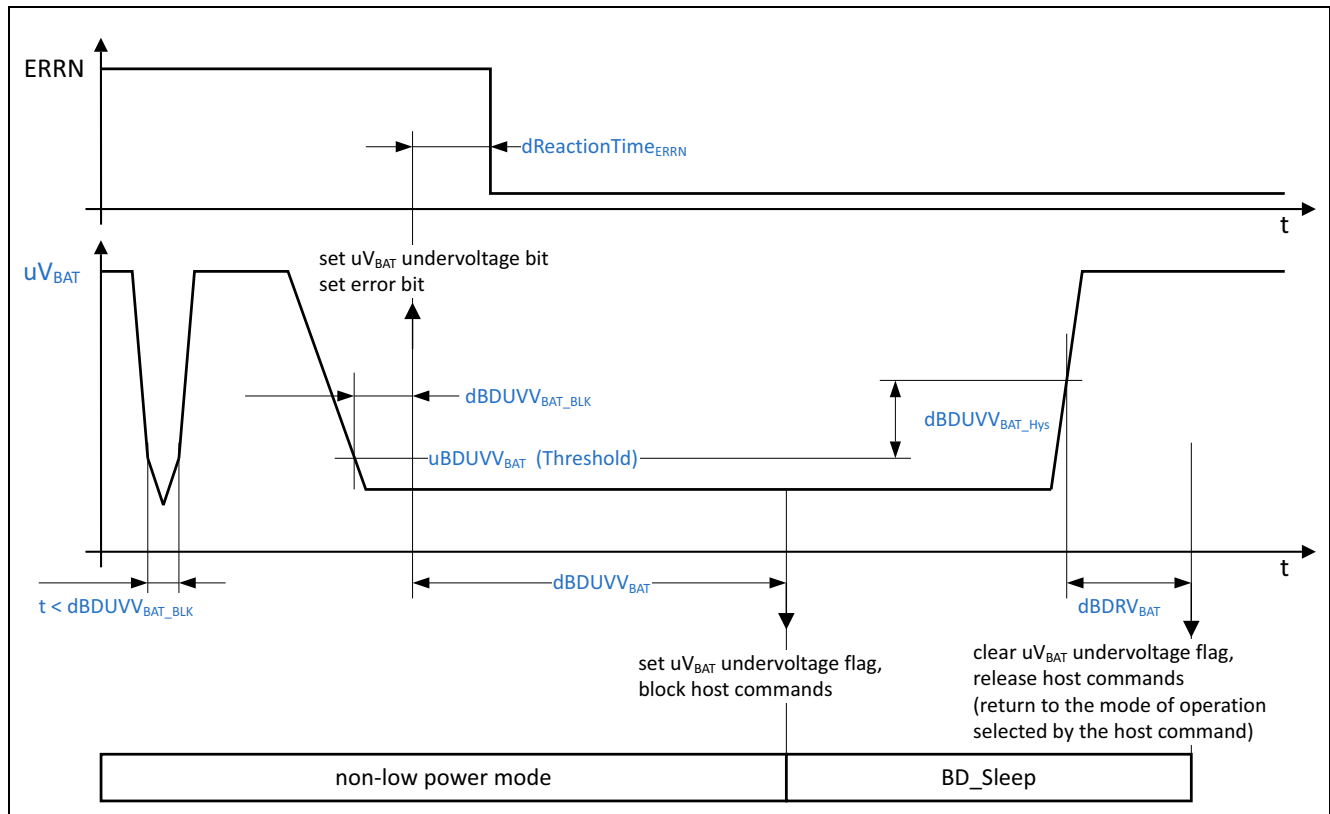 ERRN
dReactionTimeERRN
t
set uVBAT undervoltage bit
set error bit
uVBAT
dBDUVVBAT_BLK
dBDUVVBAT_Hys
uBDUVVBAT (Threshold)
t
dBDUVVBAT
t < dBDUVVBAT_BLK
dBDRVBAT
set uVBAT undervoltage flag,
block host commands
clear uVBAT undervoltage flag,
release host commands
(return to the mode of operation
selected by the host command)
non-low power mode
BD_Sleep